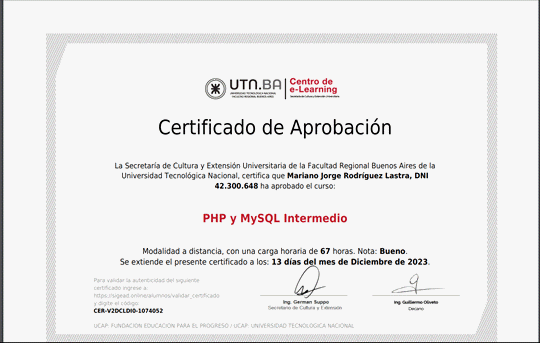 UTN.BA
UNIVERSIDAD TECNOLÓGICA NACIONAL
FACULTAD REGIONAL BUENOS AIRES
Centro de
e-Learning
Secretaría de Cultura y Extensión Universitaria
Certificado de Aprobación
La Secretaría de Cultura y Extensión Universitaria de la Facultad Regional Buenos Aires de la
Universidad Tecnológica Nacional, certifica que Mariano Jorge Rodríguez Lastra, DNI
42.300.648 ha aprobado el curso:
PHP y MySQL Intermedio
Modalidad a distancia, con una carga horaria de 67 horas. Nota: Bueno.
Se extiende el presente certificado a los: 13 días del mes de Diciembre de 2023.
Para validar la autenticidad del siguiente
certificado ingrese a:
https://sigead.online/alumnos/validar_certificado
y digite el código:
CER-V2DCLDI0-1074052
Ing. German Suppo
Secretario de Cultura y Extensión
Ing. Guillermo Oliveto
Decano
UCAP: FUNDACION EDUCACION PARA EL PROGRESO / UCAP: UNIVERSIDAD TECNOLOGICA NACIONAL